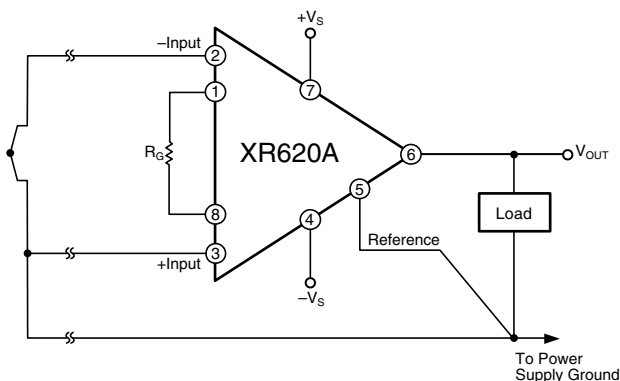 +VS
–Input
2
7
1
RG
XR620A
6
VOUT
5
8
4
Load
Reference
3
+Input
–VS
To Power
Supply Ground